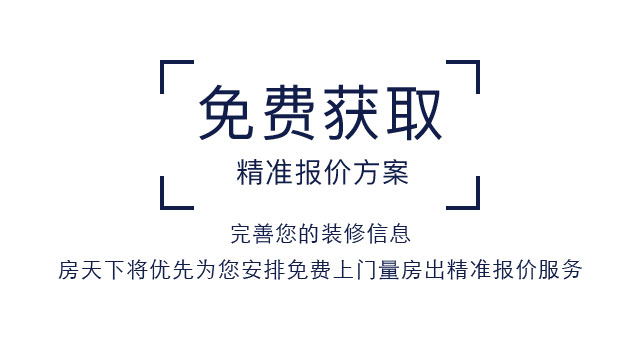 免费获取
精准报价方案
完善您的装修信息
房天下将优先为您安排免费上门量房出精准报价服务